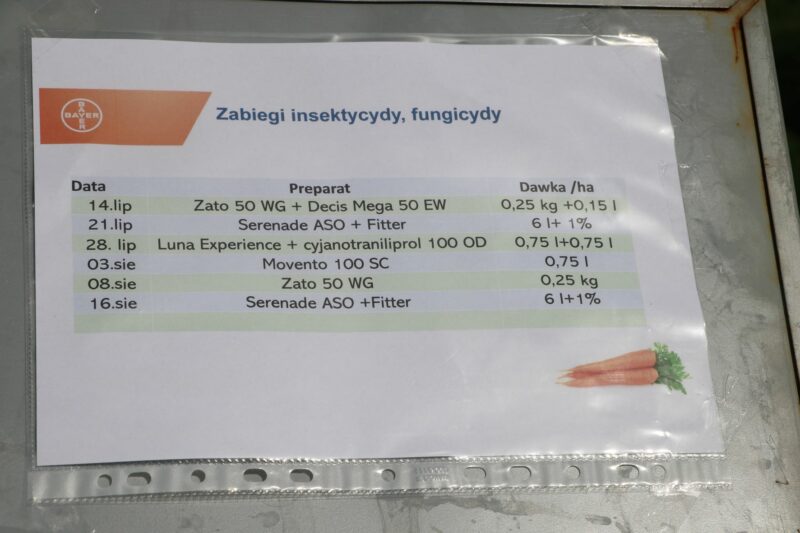 BAYER
BAYER
Zabiegi insektycydy, fungicydy
Data Preparat Dawka /ha
14.lip Zato 50 WG + Decis Mega 50 EW 0,25 kg +0,15 l
21.lip Serenade ASO + Fitter 6 l+ 1%
28. lip Luna Experience + cyjanotraniliprol 100 OD 0,75 l+0,75 l
03.sie Movento 100 SC 0,75 l
08.sie Zato 50 WG 0,25 kg
16.sie Serenade ASO +Fitter 6 l+1%